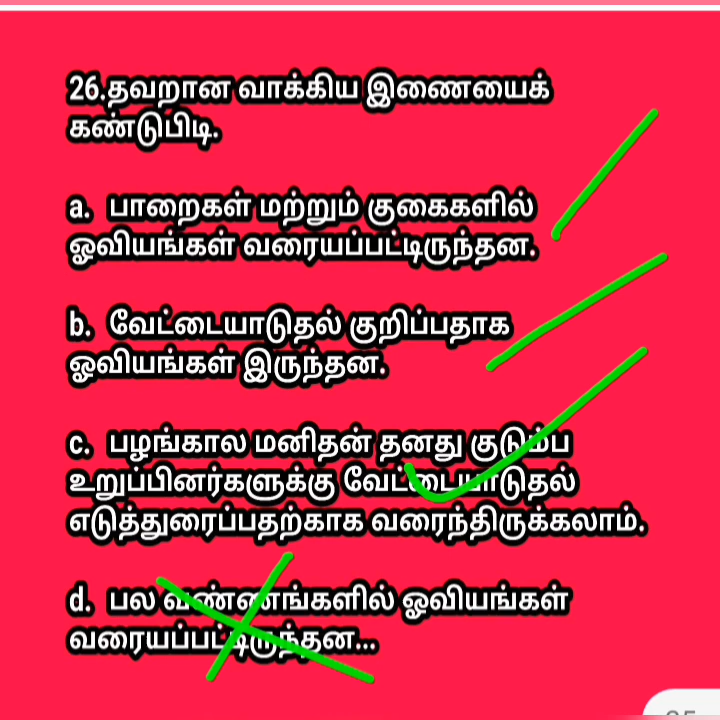 26.தவறான வாக்கிய இணையைக்
கண்டுபிடி.
a. பாறைகள் மற்றும் குகைகளில்
ஓவியங்கள் வரையப்பட்டிருந்தன.
b. வேட்டையாடுதல் குறிப்பதாக
ஓவியங்கள் இருந்தன.
c. பழங்கால மனிதன் தனது குடும்ப
உறுப்பினர்களுக்கு வேட்டையாடுதல்
எடுத்துரைப்பதற்காக வரைந்திருக்கலாம்.
d. பல வண்ணங்களில் ஓவியங்கள்
வரையப்பட்டிருந்தன...